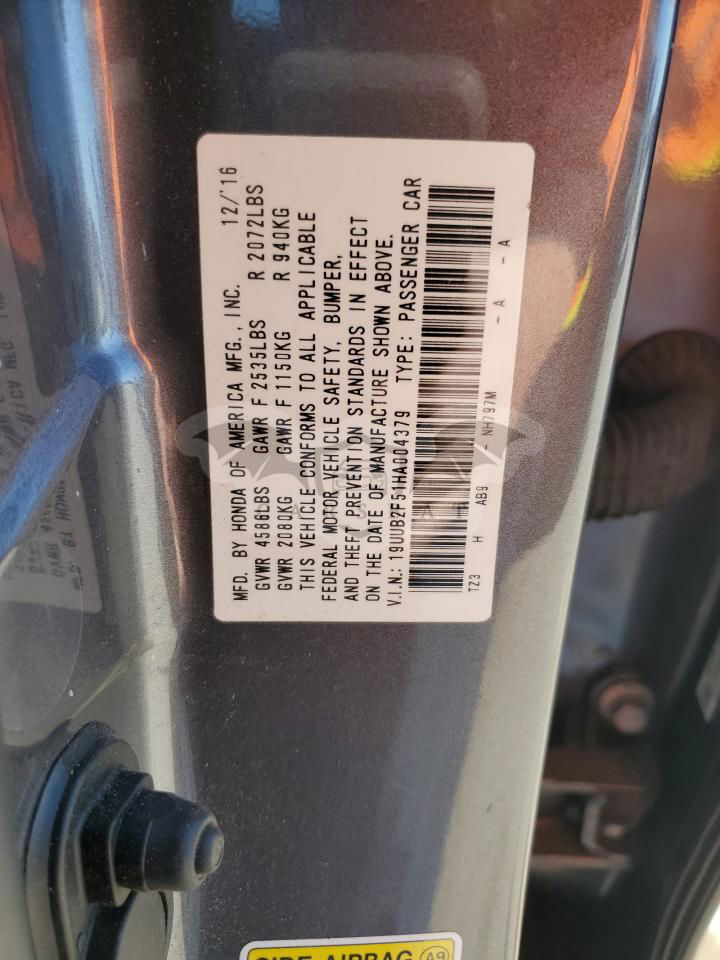 MFD. BY HONDA OF AMERICA MFG., INC. 12/'16
GVWR 4586LBS GAWR F 2535LBS R 2072LBS
GVWR 2080KG GAWR F 1150KG R 940KG
THIS VEHICLE CONFORMS TO ALL APPLICABLE
FEDERAL MOTOR VEHICLE SAFETY, BUMPER,
AND THEFT PREVENTION STANDARDS IN EFFECT
ON THE DATE OF MANUFACTURE SHOWN ABOVE.
V.I.N.: 19UUB2F51HA004379 TYPE: PASSENGER CAR
TZ3 H AB9 / NH797M - A - A
SIDE AIRBAG A9